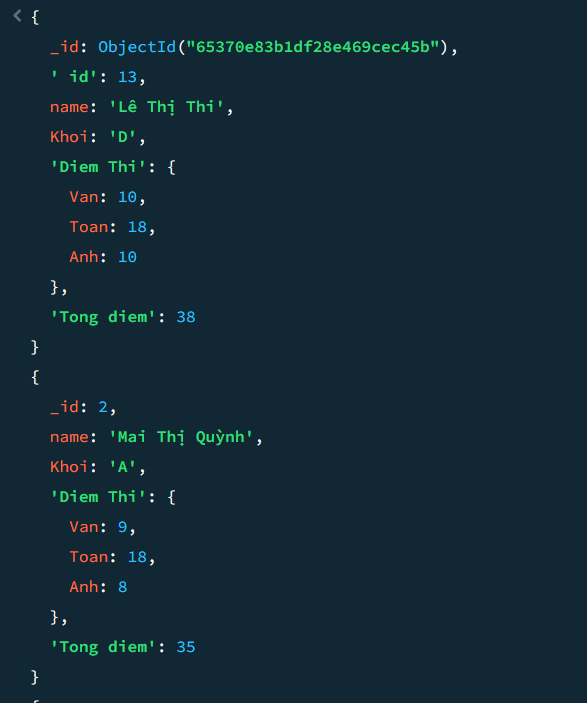 < {
_id: ObjectId("65370e83b1df28e469cec45b"),
' id': 13,
name: 'Lê Thị Thi',
Khoi: 'D',
'Diem Thi': {
Van: 10,
Toan: 18,
Anh: 10
},
'Tong diem': 38
}
{
_id: 2,
name: 'Mai Thị Quỳnh',
Khoi: 'A',
'Diem Thi': {
Van: 9,
Toan: 18,
Anh: 8
},
'Tong diem': 35
}
{